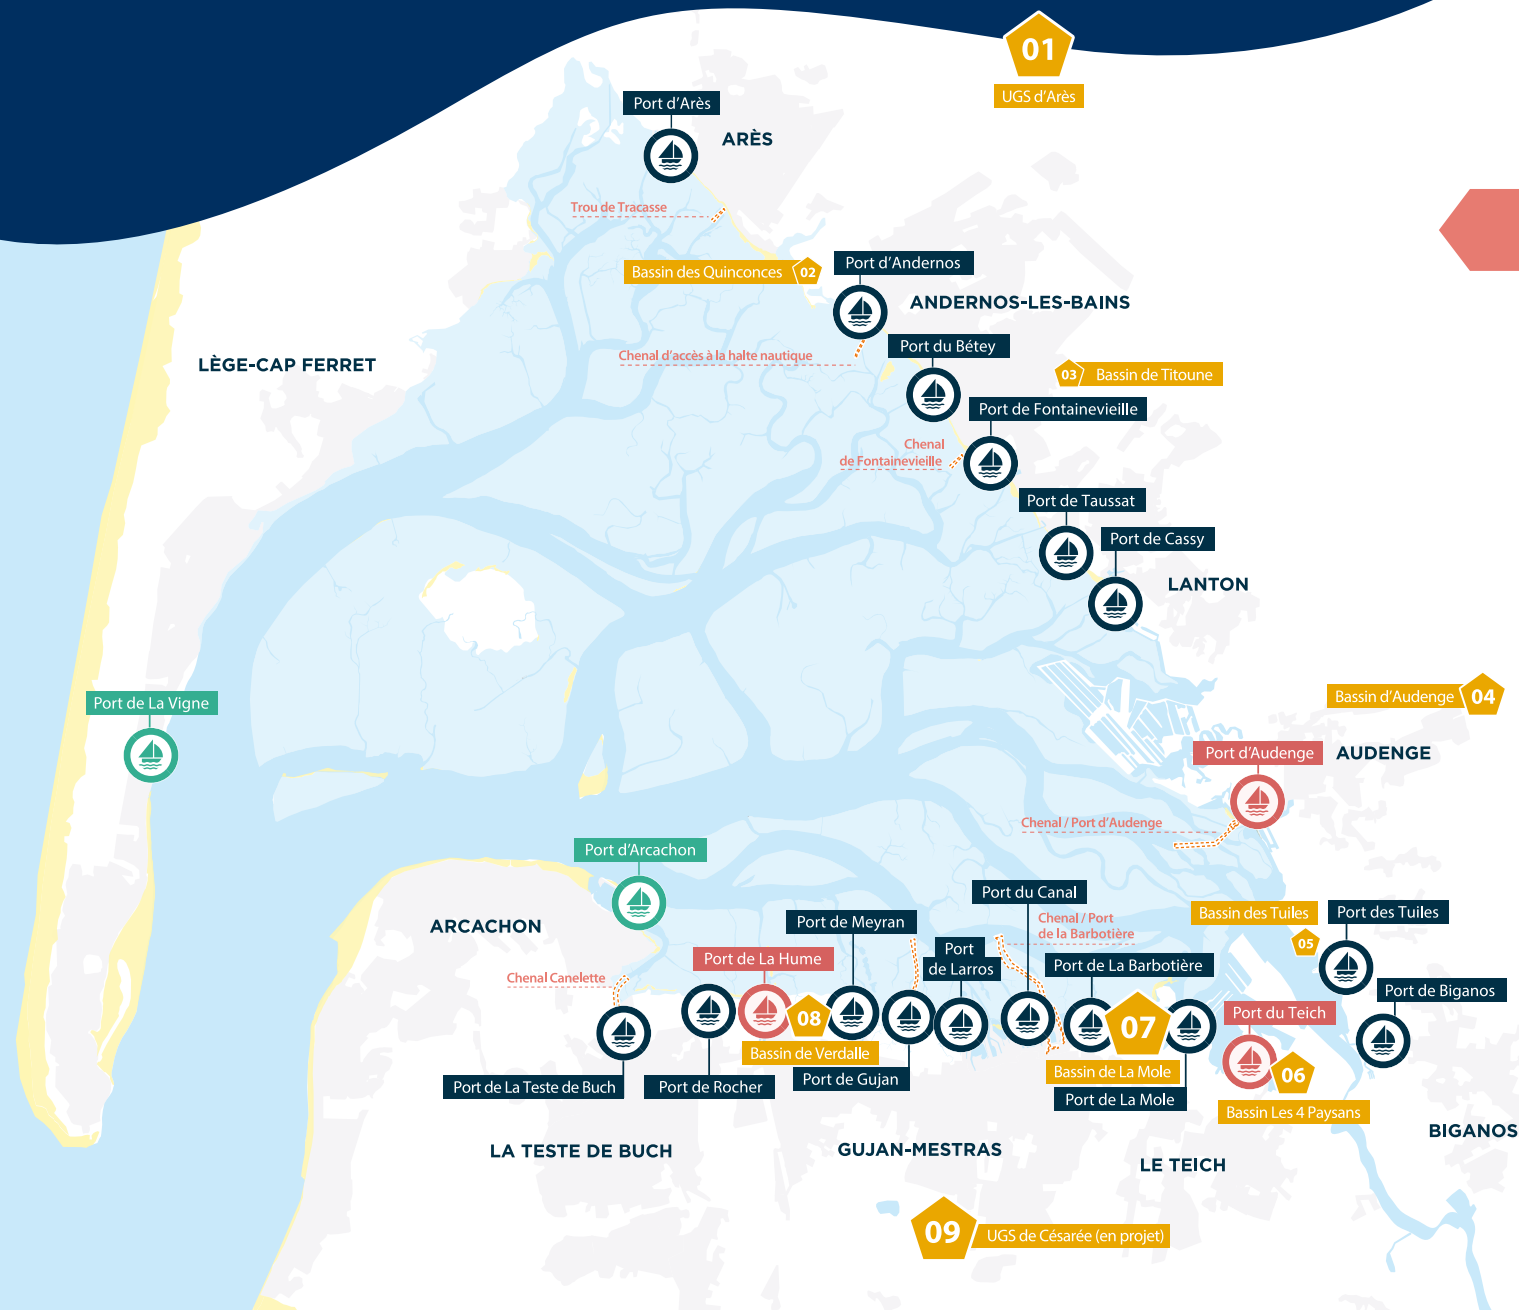 01
UGS d'Arès
Port d'Arès
ARÈS
Trou de Tracasse
Bassin des Quinconces
02
Port d'Andernos
ANDERNOS-LES-BAINS
Chenal d'accès à la halte nautique
Port du Bétey
LÈGE-CAP FERRET
03
Bassin de Titoune
Port de Fontainevieille
Chenal
de Fontainevieille
Port de Taussat
Port de Cassy
LANTON
Port de La Vigne
Bassin d'Audenge
04
Port d'Audenge
AUDENGE
Chenal / Port d'Audenge
Port d'Arcachon
ARCACHON
Port du Canal
Port de Meyran
Chenal / Port
de la Barbotière
Bassin des Tuiles
05
Port des Tuiles
Port
de Larros
Port de La Hume
Port de La Barbotière
Chenal Canelette
Port de Biganos
Port du Teich
08
07
Bassin de Verdalle
Bassin de La Mole
06
Port de La Teste de Buch
Port de Rocher
Port de Gujan
Port de La Mole
Bassin Les 4 Paysans
BIGANOS
LA TESTE DE BUCH
GUJAN-MESTRAS
LE TEICH
09
UGS de Césarée (en projet)